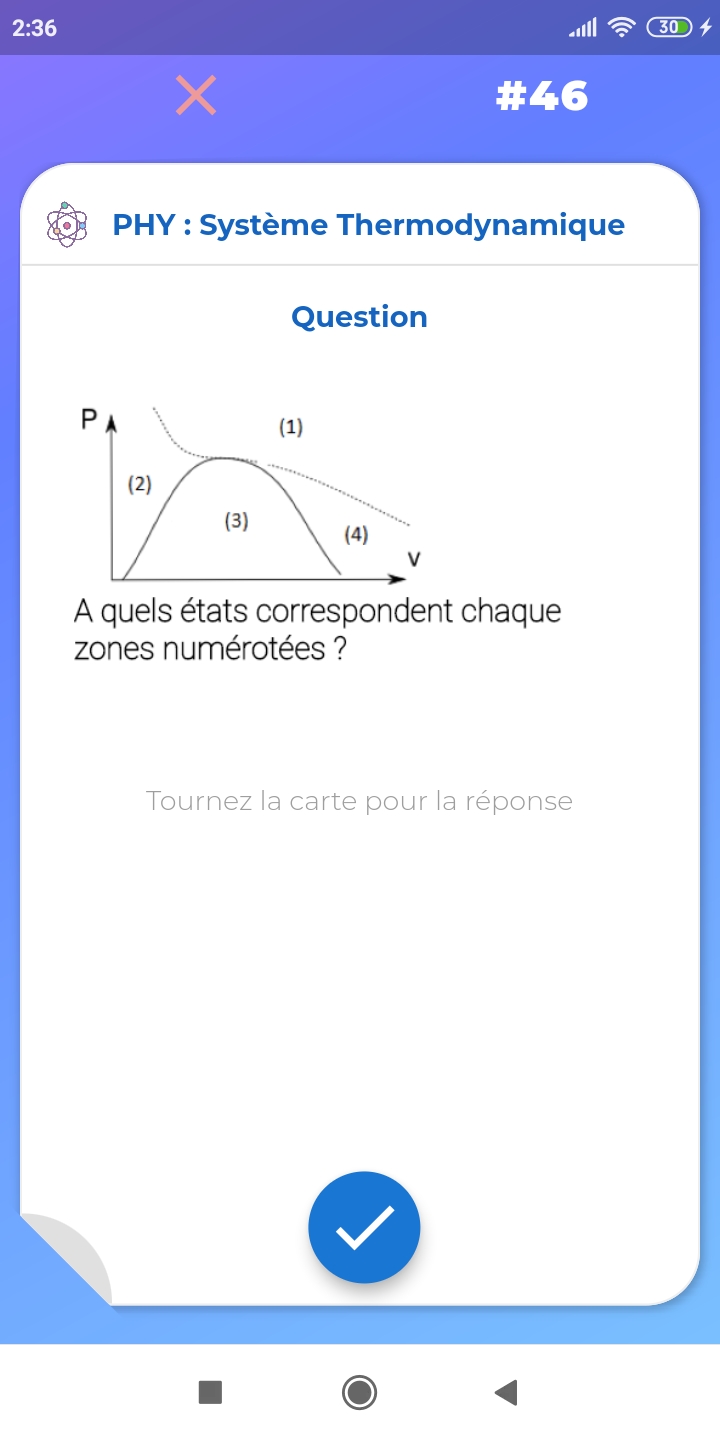 2:36
30
#46
PHY : Système Thermodynamique
Question
P
(1)
(2)
(3)
(4)
V
A quels états correspondent chaque
zones numérotées ?
Tournez la carte pour la réponse